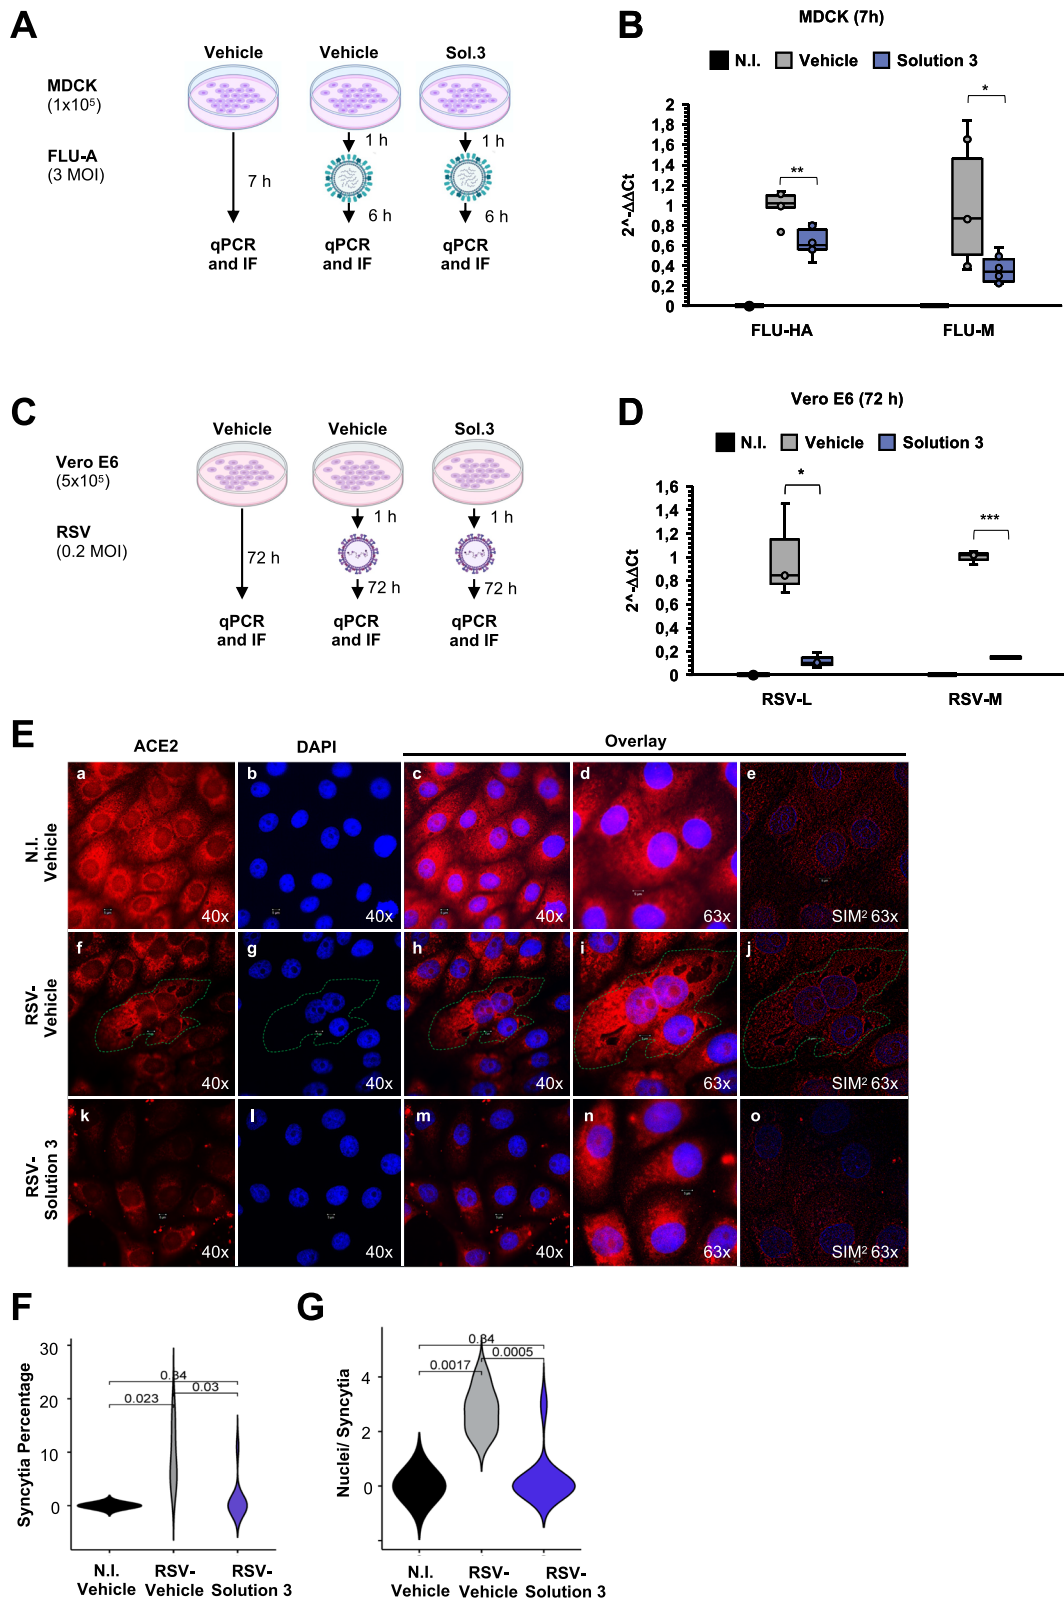 A
Vehicle
Vehicle
Sol.3
MDCK
(1x10⁵)
FLU-A
(3 MOI)
7 h
1 h
1 h
6 h
6 h
qPCR
and IF
qPCR
and IF
qPCR
and IF
B
MDCK (7h)
N.I.
Vehicle
Solution 3
2^-ΔΔCt
2
1,8
1,6
1,4
1,2
1
0,8
0,6
0,4
0,2
0
**
*
FLU-HA
FLU-M
C
Vehicle
Vehicle
Sol.3
Vero E6
(5x10⁵)
RSV
(0.2 MOI)
72 h
1 h
1 h
72 h
72 h
qPCR
and IF
qPCR
and IF
qPCR
and IF
D
Vero E6 (72 h)
N.I.
Vehicle
Solution 3
2^-ΔΔCt
1,6
1,4
1,2
1
0,8
0,6
0,4
0,2
0
*
***
RSV-L
RSV-M
E
ACE2
DAPI
Overlay
N.I.
Vehicle
a
40x
b
40x
c
40x
d
63x
e
SIM² 63x
RSV-
Vehicle
f
40x
g
40x
h
40x
i
63x
j
SIM² 63x
RSV-
Solution 3
k
40x
l
40x
m
40x
n
63x
o
SIM² 63x
F
Syncytia Percentage
30
20
10
0
0.34
0.023
0.03
N.I.
Vehicle
RSV-
Vehicle
RSV-
Solution 3
G
Nuclei/ Syncytia
4
2
0
0.34
0.0017
0.0005
N.I.
Vehicle
RSV-
Vehicle
RSV-
Solution 3